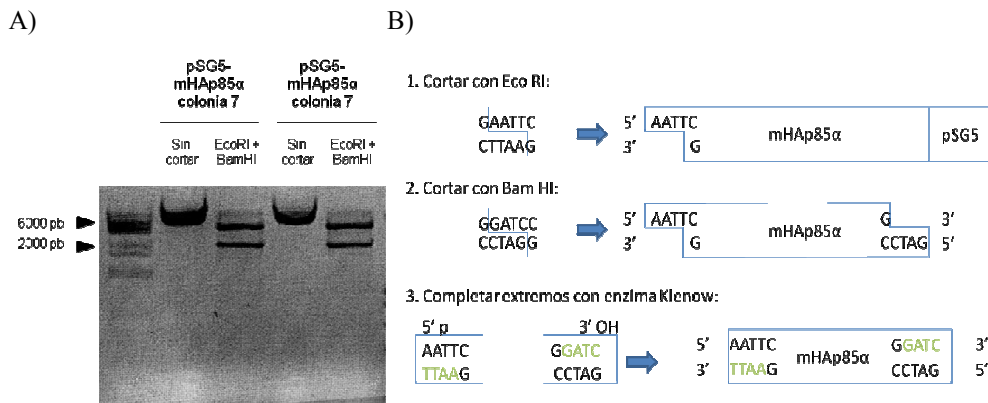 A)
B)
pSG5-
mHAp85α
colonia 7
pSG5-
mHAp85α
colonia 7
Sin
cortar
EcoRI +
BamHI
Sin
cortar
EcoRI +
BamHI
6000 pb
2000 pb
1. Cortar con Eco RI:
GAATTC
CTTAAG
5’ AATTC
3’ G
mHAp85α
pSG5
2. Cortar con Bam HI:
GGATCC
CCTAGG
5’ AATTC G 3’
3’ G CCTAG 5’
mHAp85α
3. Completar extremos con enzima Klenow:
5’ p 3’ OH
AATTC GGATC
TTAAG CCTAG
5’ AATTC GGATC 3’
mHAp85α
3’ TTAAG CCTAG 5’